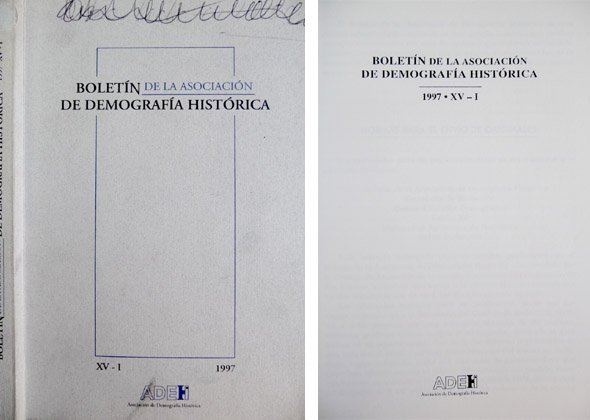 BOLETÍN DE LA ASOCIACIÓN
DE DEMOGRAFÍA HISTÓRICA
XV - I 1997
ADEH
Asociación de Demografía Histórica
BOLETÍN DE LA ASOCIACIÓN
DE DEMOGRAFÍA HISTÓRICA
1997 • XV – I
ADEH
Asociación de Demografía Histórica